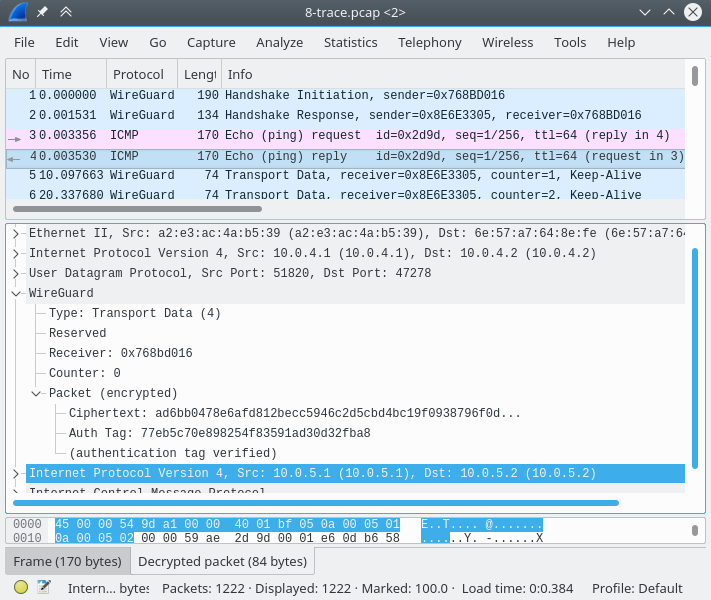 8-trace.pcap <2>
File Edit View Go Capture Analyze Statistics Telephony Wireless Tools Help
No Time Protocol Lengt Info
1 0.000000 WireGuard 190 Handshake Initiation, sender=0x768BD016
2 0.001531 WireGuard 134 Handshake Response, sender=0x8E6E3305, receiver=0x768BD016
3 0.003356 ICMP 170 Echo (ping) request id=0x2d9d, seq=1/256, ttl=64 (reply in 4)
4 0.003530 ICMP 170 Echo (ping) reply id=0x2d9d, seq=1/256, ttl=64 (request in 3)
5 10.097663 WireGuard 74 Transport Data, receiver=0x8E6E3305, counter=1, Keep-Alive
6 20.337680 WireGuard 74 Transport Data, receiver=0x8E6E3305, counter=2, Keep-Alive
Ethernet II, Src: a2:e3:ac:4a:b5:39 (a2:e3:ac:4a:b5:39), Dst: 6e:57:a7:64:8e:fe (6e:57:a7:64
Internet Protocol Version 4, Src: 10.0.4.1 (10.0.4.1), Dst: 10.0.4.2 (10.0.4.2)
User Datagram Protocol, Src Port: 51820, Dst Port: 47278
WireGuard
Type: Transport Data (4)
Reserved
Receiver: 0x768bd016
Counter: 0
Packet (encrypted)
Ciphertext: ad6bb0478e6afd812becc5946c2d5cbd4bc19f0938796f0d...
Auth Tag: 77eb5c70e898254f83591ad30d32fba8
(authentication tag verified)
Internet Protocol Version 4, Src: 10.0.5.1 (10.0.5.1), Dst: 10.0.5.2 (10.0.5.2)
Internet Control Message Protocol
0000 45 00 00 54 9d a1 00 00 40 01 bf 05 0a 00 05 01 E..T.... @.......
0010 0a 00 05 02 00 00 59 ae 2d 9d 00 01 e6 0d b6 58 ......Y. -......X
Frame (170 bytes) Decrypted packet (84 bytes)
Intern... bytes Packets: 1222 · Displayed: 1222 · Marked: 100.0 · Load time: 0:0.384 Profile: Default